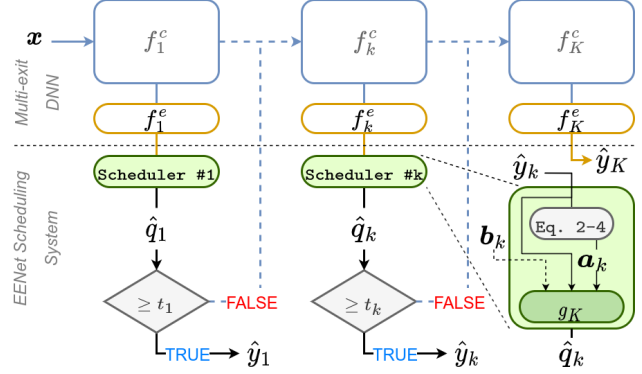 x
f_1^c
f_k^c
f_K^c
Multi-exit
DNN
f_1^e
f_k^e
f_K^e
EENet Scheduling
System
Scheduler #1
Scheduler #k
ŷ_k
ŷ_K
q̂_1
q̂_k
Eq. 2-4
b_k
a_k
≥ t_1
FALSE
≥ t_k
FALSE
g_K
TRUE
ŷ_1
TRUE
ŷ_k
q̂_k